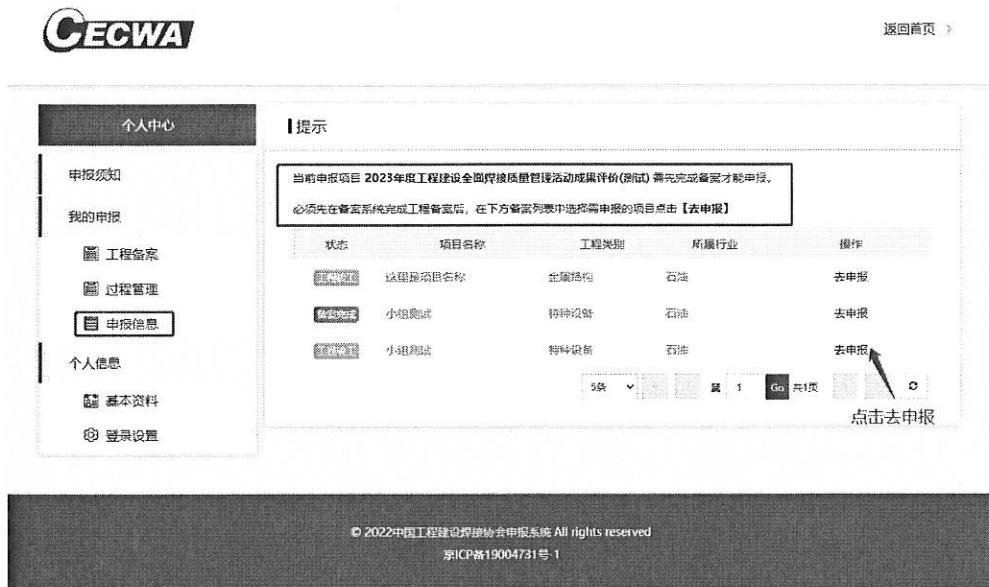 CECWA
返回首页 >
个人中心
提示
申报须知
当前申报项目 2023年度工程建设全面焊接质量管理活动成果评价(测试) 需先完成备案才能申报。
必须先在备案系统完成工程备案后，在下方备案列表中选择需申报的项目点击【去申报】
我的申报
状态 项目名称 工程类别 所属行业 操作
工程备案
这里是项目名称 金属结构 石油 去申报
过程管理
备案完成 小组测试 特种设备 石油 去申报
申报信息
小组测试 特种设备 石油 去申报
个人信息
5条 第 1 Go 共1页
基本资料
点击去申报
登录设置
© 2022中国工程建设焊接协会申报系统 All rights reserved
京ICP备19004731号-1